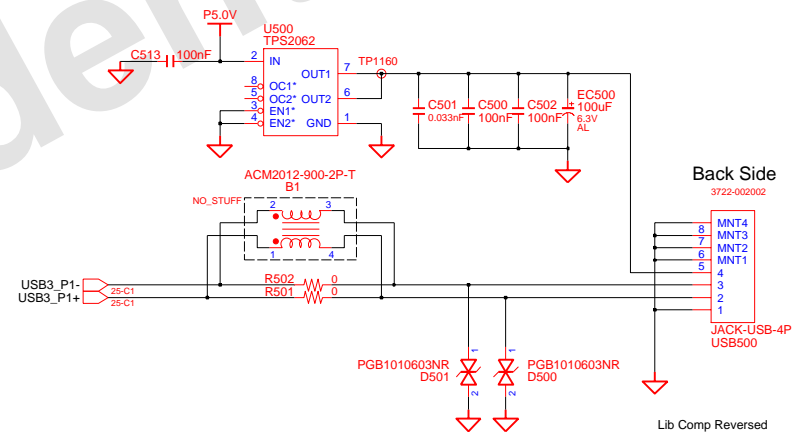 P5.0V
U500
TPS2062
C513 100nF
2 IN
OUT1 7
TP1160
8 OC1*
5 OC2* OUT2 6
3 EN1*
4 EN2* GND 1
C501
0.033nF
C500
100nF
C502
100nF
EC500
100uF
6.3V
AL
ACM2012-900-2P-T
B1
NO_STUFF
2 3
1 4
Back Side
3722-002002
MNT4
8 MNT3
7 MNT2
6 MNT1
5 4
3
2
1
JACK-USB-4P
USB500
USB3_P1- 25-C1
USB3_P1+ 25-C1
R502 0
R501 0
PGB1010603NR
D501
1
2
PGB1010603NR
D500
1
2
Lib Comp Reversed